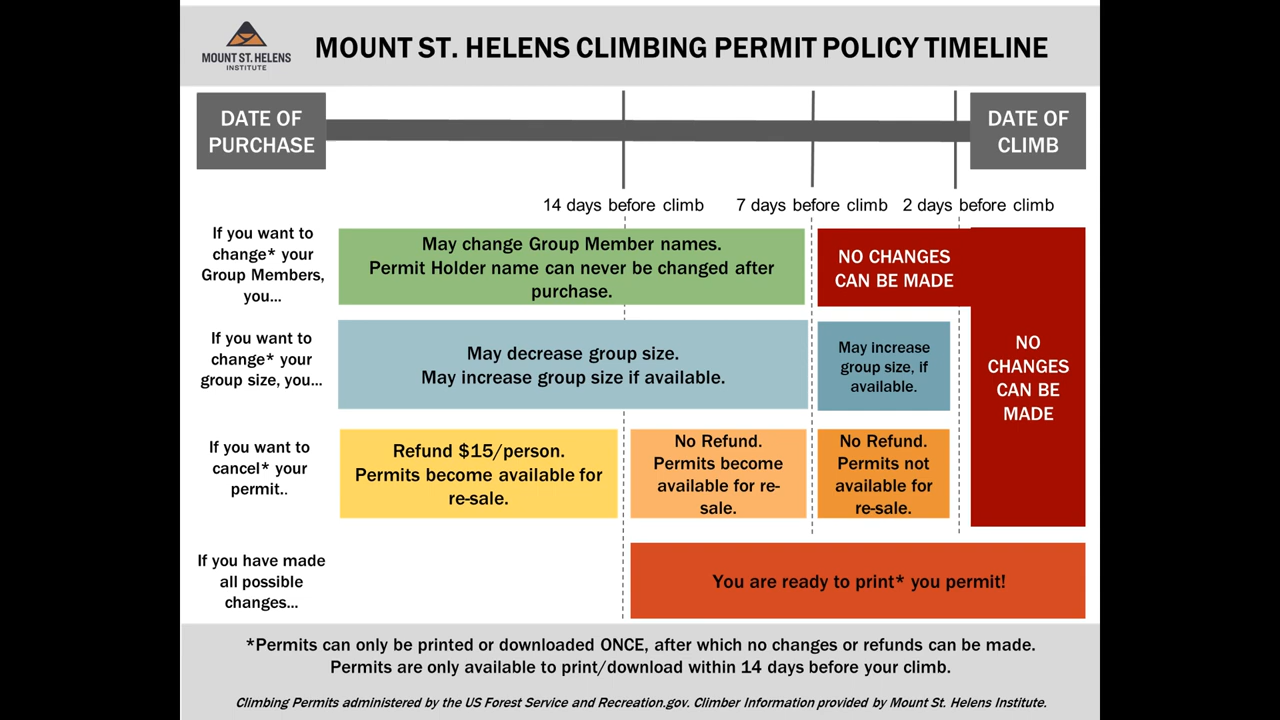 MOUNT ST. HELENS
INSTITUTE
MOUNT ST. HELENS CLIMBING PERMIT POLICY TIMELINE
DATE OF
PURCHASE
DATE OF
CLIMB
14 days before climb
7 days before climb
2 days before climb
If you want to
change* your
Group Members,
you...
May change Group Member names.
Permit Holder name can never be changed after
purchase.
NO CHANGES
CAN BE MADE
If you want to
change* your
group size, you...
May decrease group size.
May increase group size if available.
May increase
group size, if
available.
NO
CHANGES
CAN BE
MADE
If you want to
cancel* your
permit..
Refund $15/person.
Permits become available for
re-sale.
No Refund.
Permits become
available for re-
sale.
No Refund.
Permits not
available for
re-sale.
If you have made
all possible
changes...
You are ready to print* you permit!
*Permits can only be printed or downloaded ONCE, after which no changes or refunds can be made.
Permits are only available to print/download within 14 days before your climb.
Climbing Permits administered by the US Forest Service and Recreation.gov. Climber Information provided by Mount St. Helens Institute.